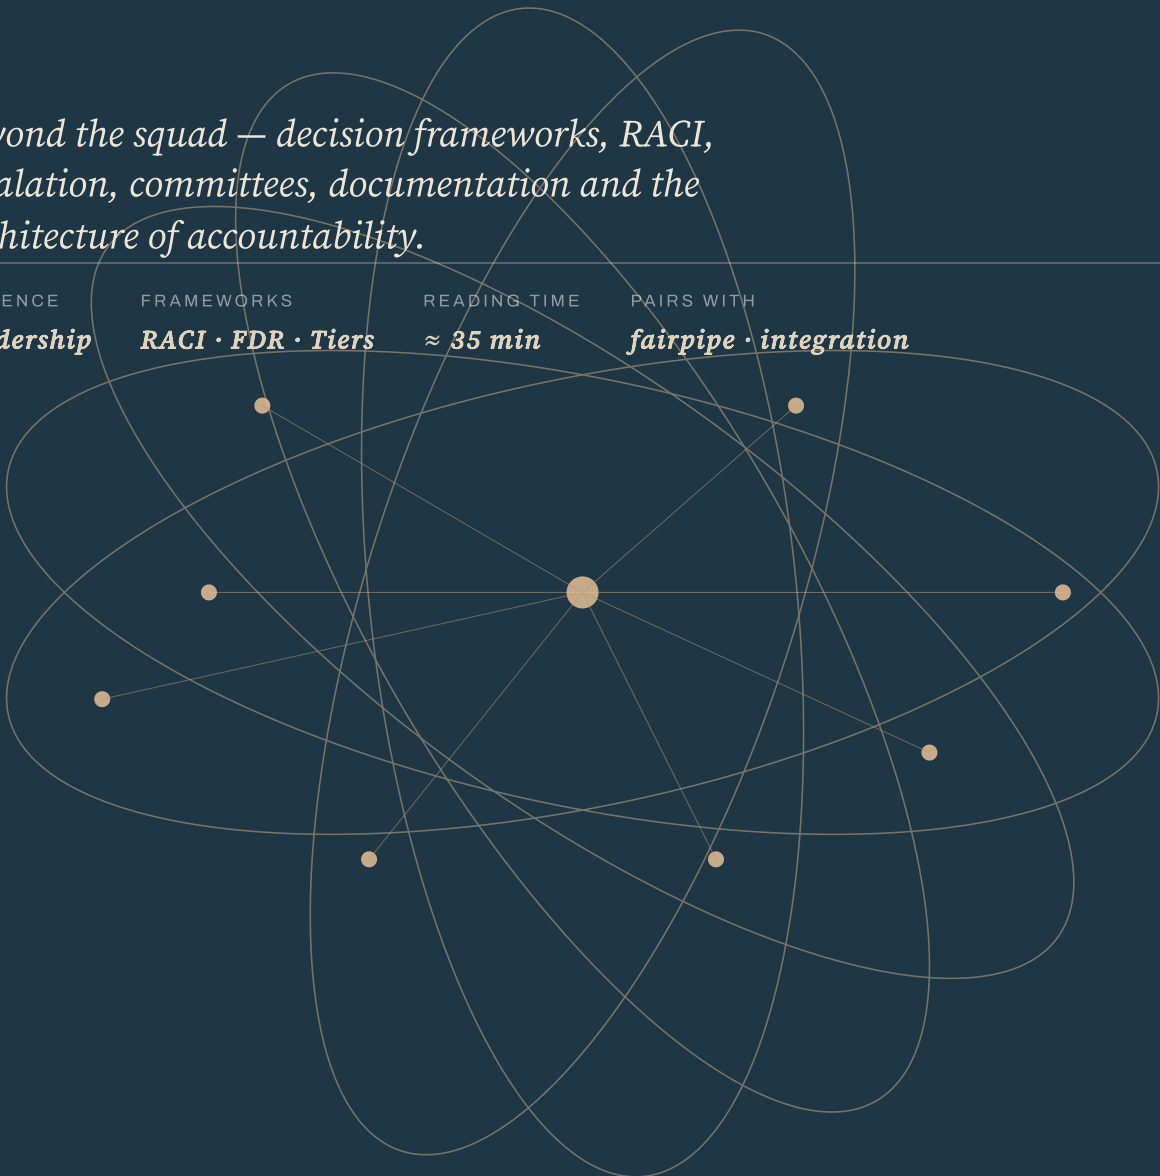 yond the squad — decision frameworks, RACI,
alation, committees, documentation and the
hitecture of accountability.
ENCE FRAMEWORKS READING TIME PAIRS WITH
dership RACI · FDR · Tiers ≈ 35 min fairpipe · integration